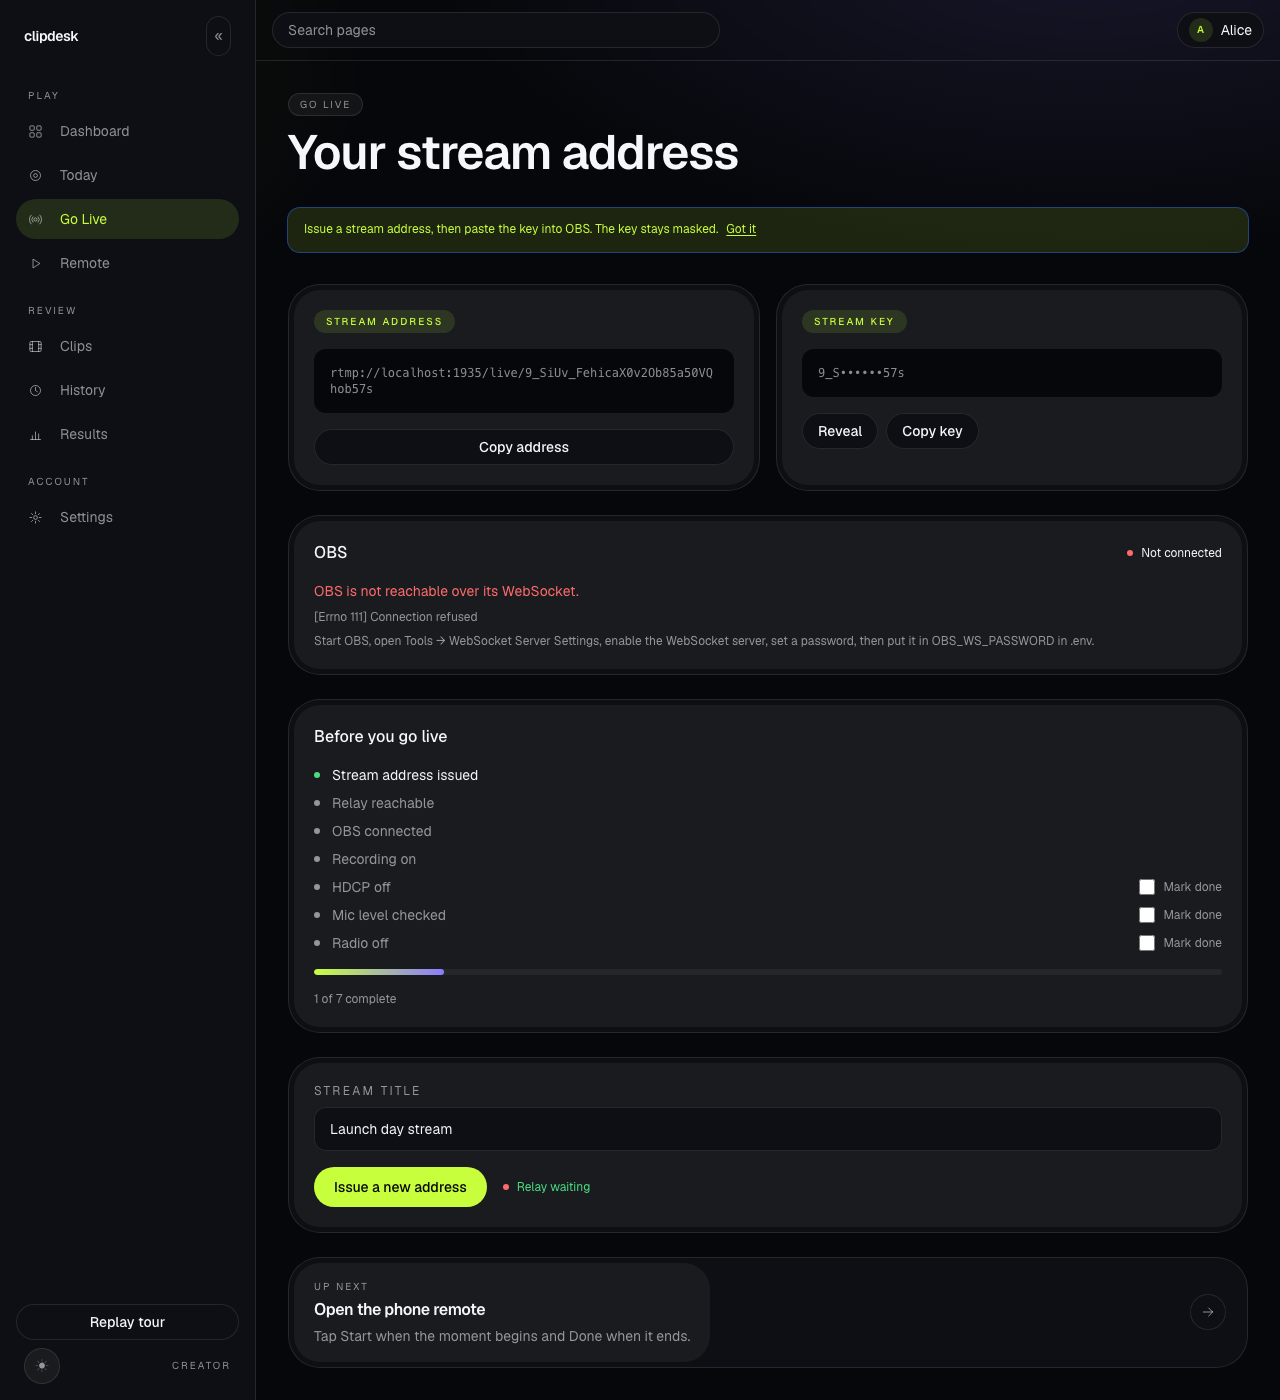 clipdesk
«
Search pages
A
Alice
PLAY
Dashboard
Today
Go Live
Remote
REVIEW
Clips
History
Results
ACCOUNT
Settings
Replay tour
CREATOR
GO LIVE
Your stream address
Issue a stream address, then paste the key into OBS. The key stays masked. Got it
STREAM ADDRESS
rtmp://localhost:1935/live/9_SiUv_FehicaX0v2Ob85a50VQ
hob57s
Copy address
STREAM KEY
9_S••••••57s
Reveal
Copy key
OBS
Not connected
OBS is not reachable over its WebSocket.
[Errno 111] Connection refused
Start OBS, open Tools → WebSocket Server Settings, enable the WebSocket server, set a password, then put it in OBS_WS_PASSWORD in .env.
Before you go live
Stream address issued
Relay reachable
OBS connected
Recording on
HDCP off
Mark done
Mic level checked
Mark done
Radio off
Mark done
1 of 7 complete
STREAM TITLE
Launch day stream
Issue a new address
Relay waiting
UP NEXT
Open the phone remote
Tap Start when the moment begins and Done when it ends.
→